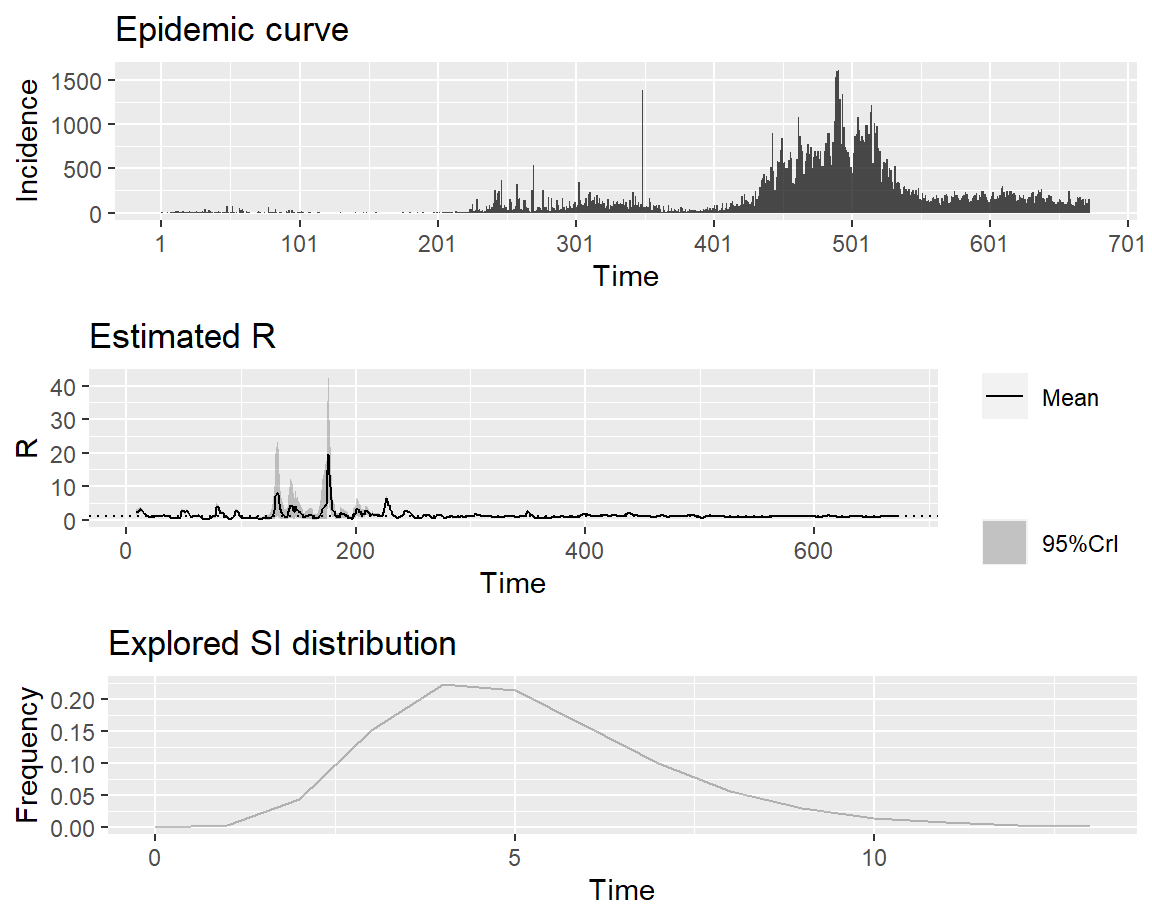 Epidemic curve
Incidence
1500
1000
500
0
1 101 201 301 401 501 601 701
Time
Estimated R
R
40
30
20
10
0
0 200 400 600
Time
Mean
95%CrI
Explored SI distribution
Frequency
0.20
0.15
0.10
0.05
0.00
0 5 10
Time